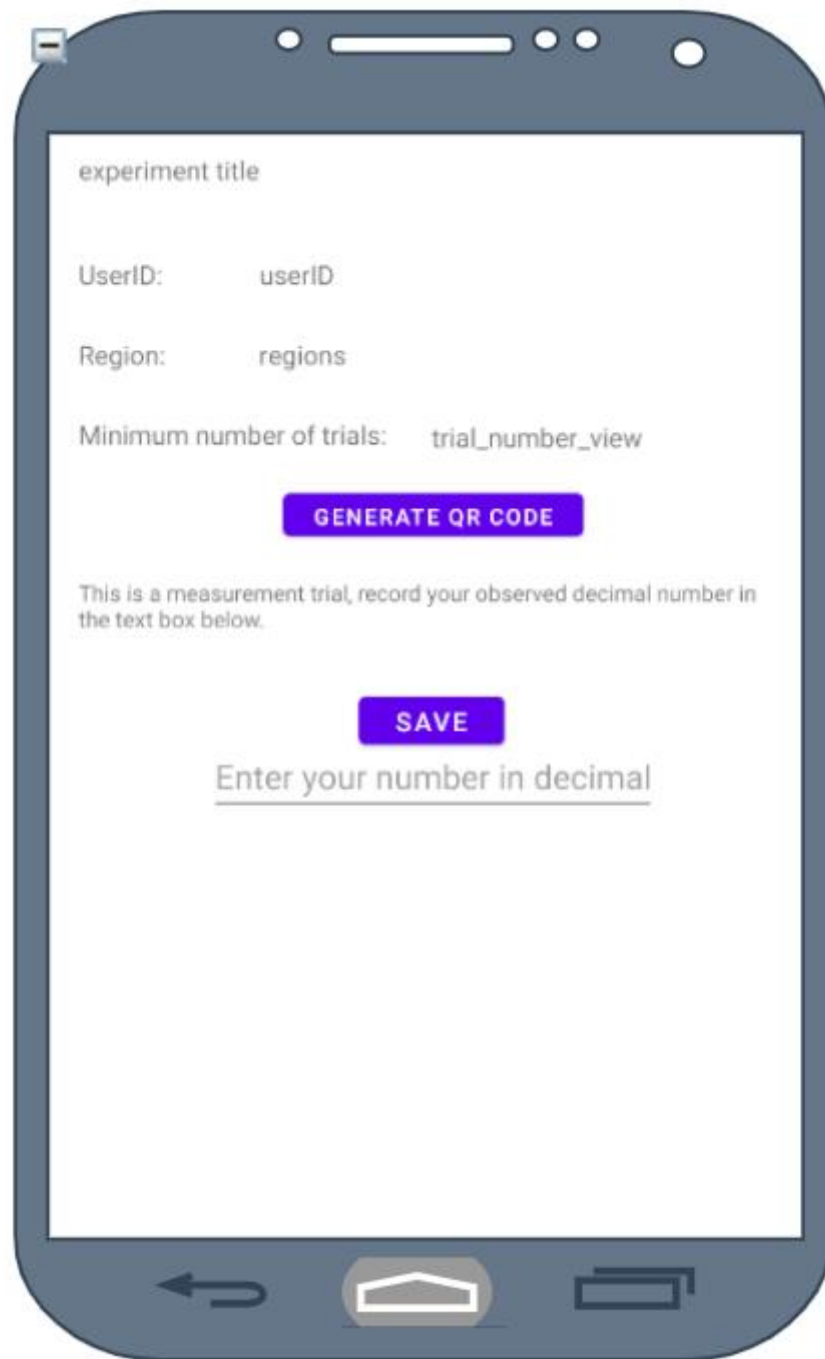 experiment title
UserID: userID
Region: regions
Minimum number of trials: trial_number_view
GENERATE QR CODE
This is a measurement trial, record your observed decimal number in
the text box below.
SAVE
Enter your number in decimal